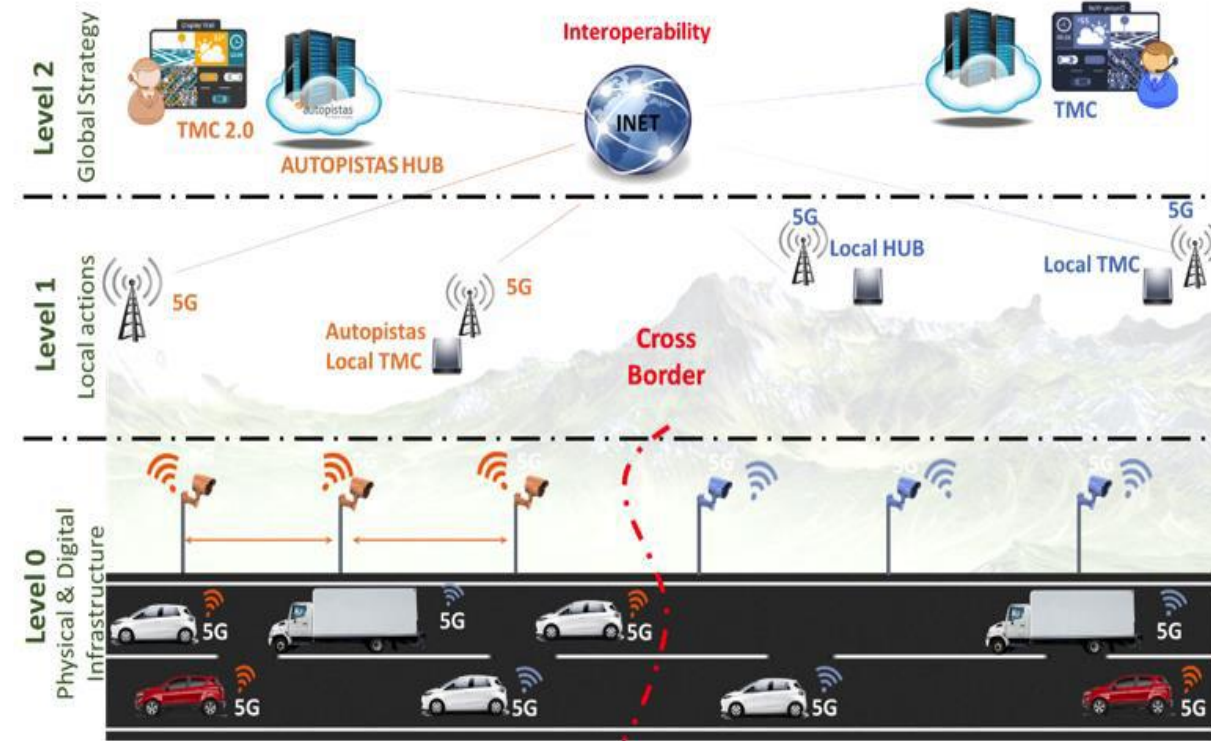 Level 2
Global Strategy
TMC 2.0
autopistas
AUTOPISTAS HUB
Interoperability
INET
TMC
Level 1
Local actions
5G
5G
Autopistas
Local TMC
Cross
Border
5G
Local HUB
Local TMC
5G
Level 0
Physical & Digital
Infrastructure
5G
5G
5G
5G
5G
5G
5G
5G
5G
5G
5G
5G